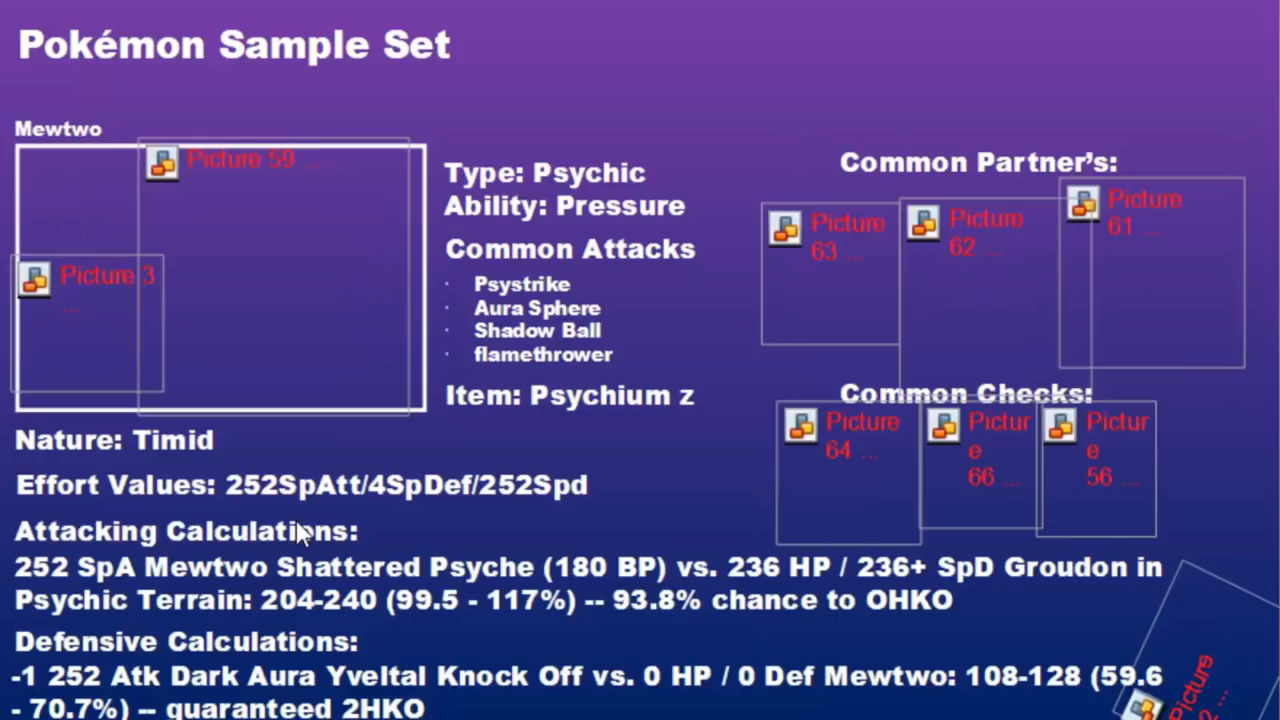 Pokémon Sample Set
Mewtwo
Picture 59 ...
Picture 3
...
Type: Psychic
Ability: Pressure
Common Attacks
· Psystrike
· Aura Sphere
· Shadow Ball
· flamethrower
Item: Psychium z
Common Partner’s:
Picture
63 ...
Picture
62 ...
Picture
61 ...
Common Checks:
Picture
64 ...
Pictur
e
66 ...
Pictur
e
56 ...
Nature: Timid
Effort Values: 252SpAtt/4SpDef/252Spd
Attacking Calculations:
252 SpA Mewtwo Shattered Psyche (180 BP) vs. 236 HP / 236+ SpD Groudon in
Psychic Terrain: 204-240 (99.5 - 117%) -- 93.8% chance to OHKO
Defensive Calculations:
-1 252 Atk Dark Aura Yveltal Knock Off vs. 0 HP / 0 Def Mewtwo: 108-128 (59.6
- 70.7%) -- guaranteed 2HKO
Picture